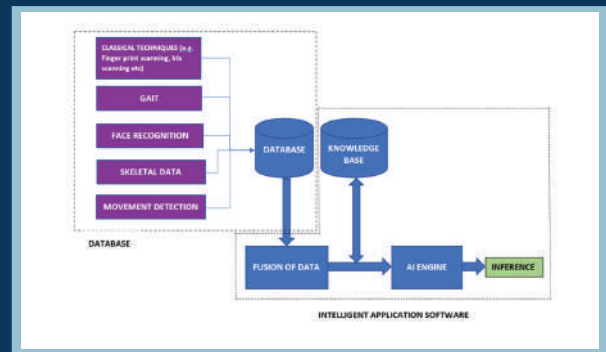 CLASSICAL TECHNIQUES (e.g.
Finger print scanning, Iris
scanning etc)
GAIT
FACE RECOGNITION
SKELETAL DATA
MOVEMENT DETECTION
DATABASE
DATABASE
KNOWLEDGE
BASE
FUSION OF DATA
AI ENGINE
INFERENCE
INTELLIGENT APPLICATION SOFTWARE